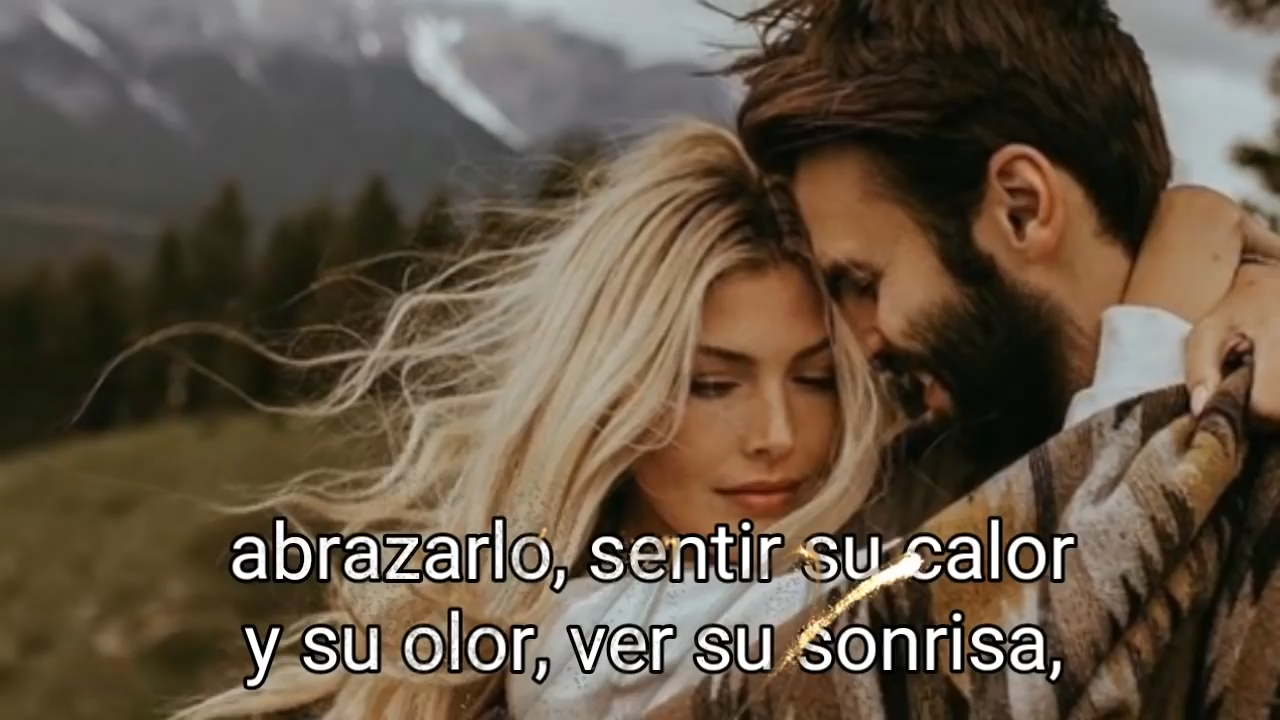 abrazarlo, sentir su calor
y su olor, ver su sonrisa,